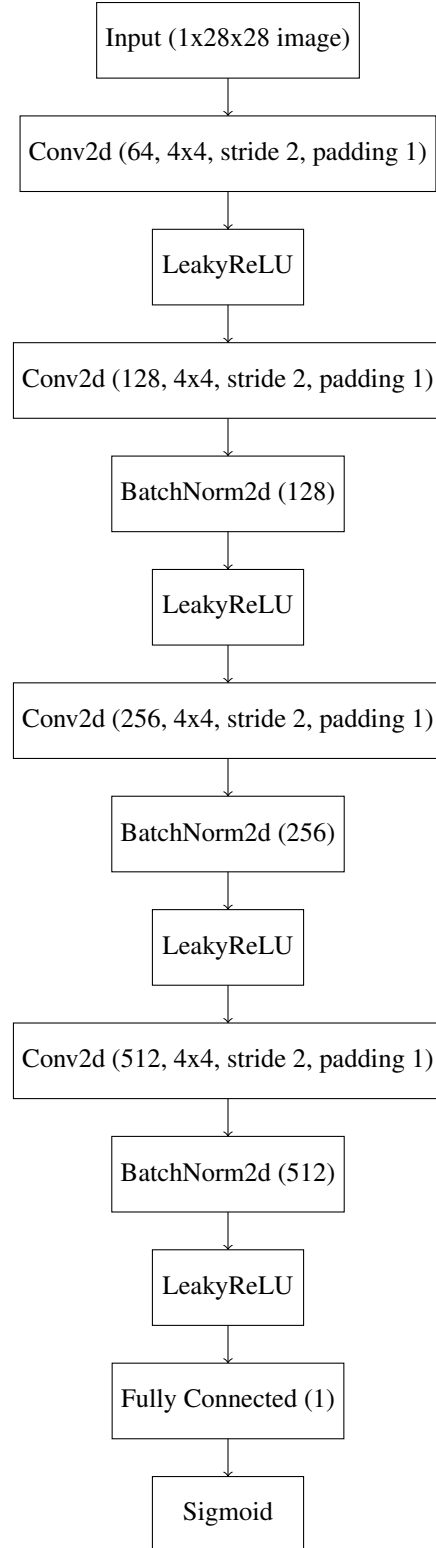 Input (1x28x28 image)
Conv2d (64, 4x4, stride 2, padding 1)
LeakyReLU
Conv2d (128, 4x4, stride 2, padding 1)
BatchNorm2d (128)
LeakyReLU
Conv2d (256, 4x4, stride 2, padding 1)
BatchNorm2d (256)
LeakyReLU
Conv2d (512, 4x4, stride 2, padding 1)
BatchNorm2d (512)
LeakyReLU
Fully Connected (1)
Sigmoid